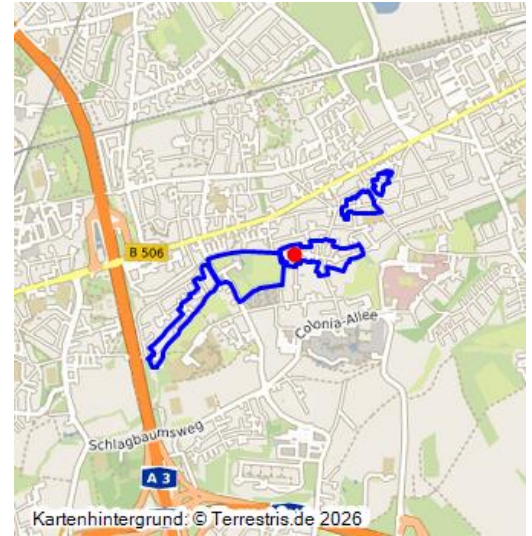 B 506
Colonia-Allee
Schlagbaumsweg
A 3
Kartenhintergrund: © Terrestris.de 2026